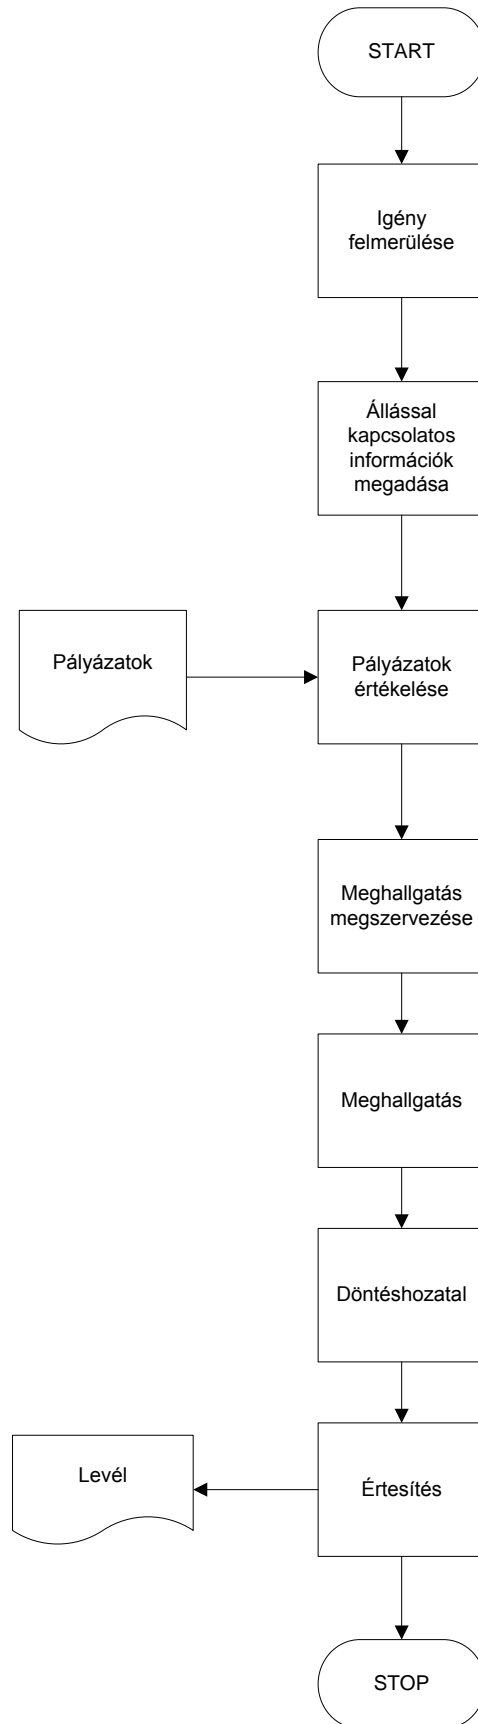 START
Igény
felmerülése
Állással
kapcsolatos
információk
megadása
Pályázatok
Pályázatok
értékelése
Meghallgatás
megszervezése
Meghallgatás
Döntéshozatal
Levél
Értesítés
STOP